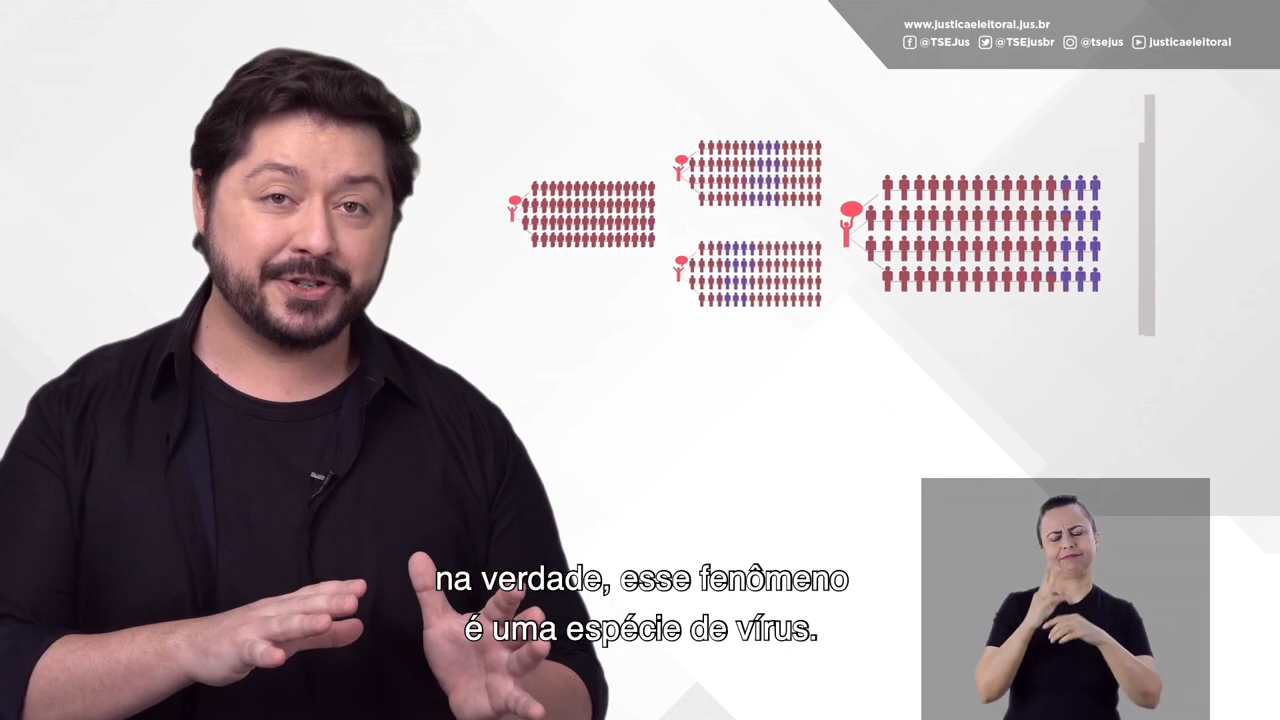 www.justicaeleitoral.jus.br
@TSEJus @TSEjusbr @tsejus justicaeleitoral
na verdade, esse fenômeno
é uma espécie de vírus.